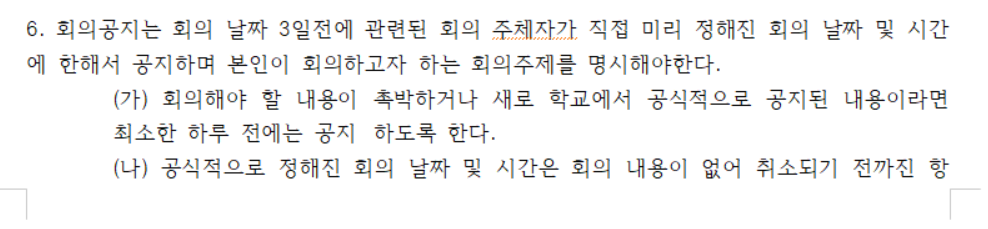 6. 회의공지는 회의 날짜 3일전에 관련된 회의 주체자가 직접 미리 정해진 회의 날짜 및 시간
에 한해서 공지하며 본인이 회의하고자 하는 회의주제를 명시해야한다.
(가) 회의해야 할 내용이 촉박하거나 새로 학교에서 공식적으로 공지된 내용이라면
최소한 하루 전에는 공지 하도록 한다.
(나) 공식적으로 정해진 회의 날짜 및 시간은 회의 내용이 없어 취소되기 전까진 항